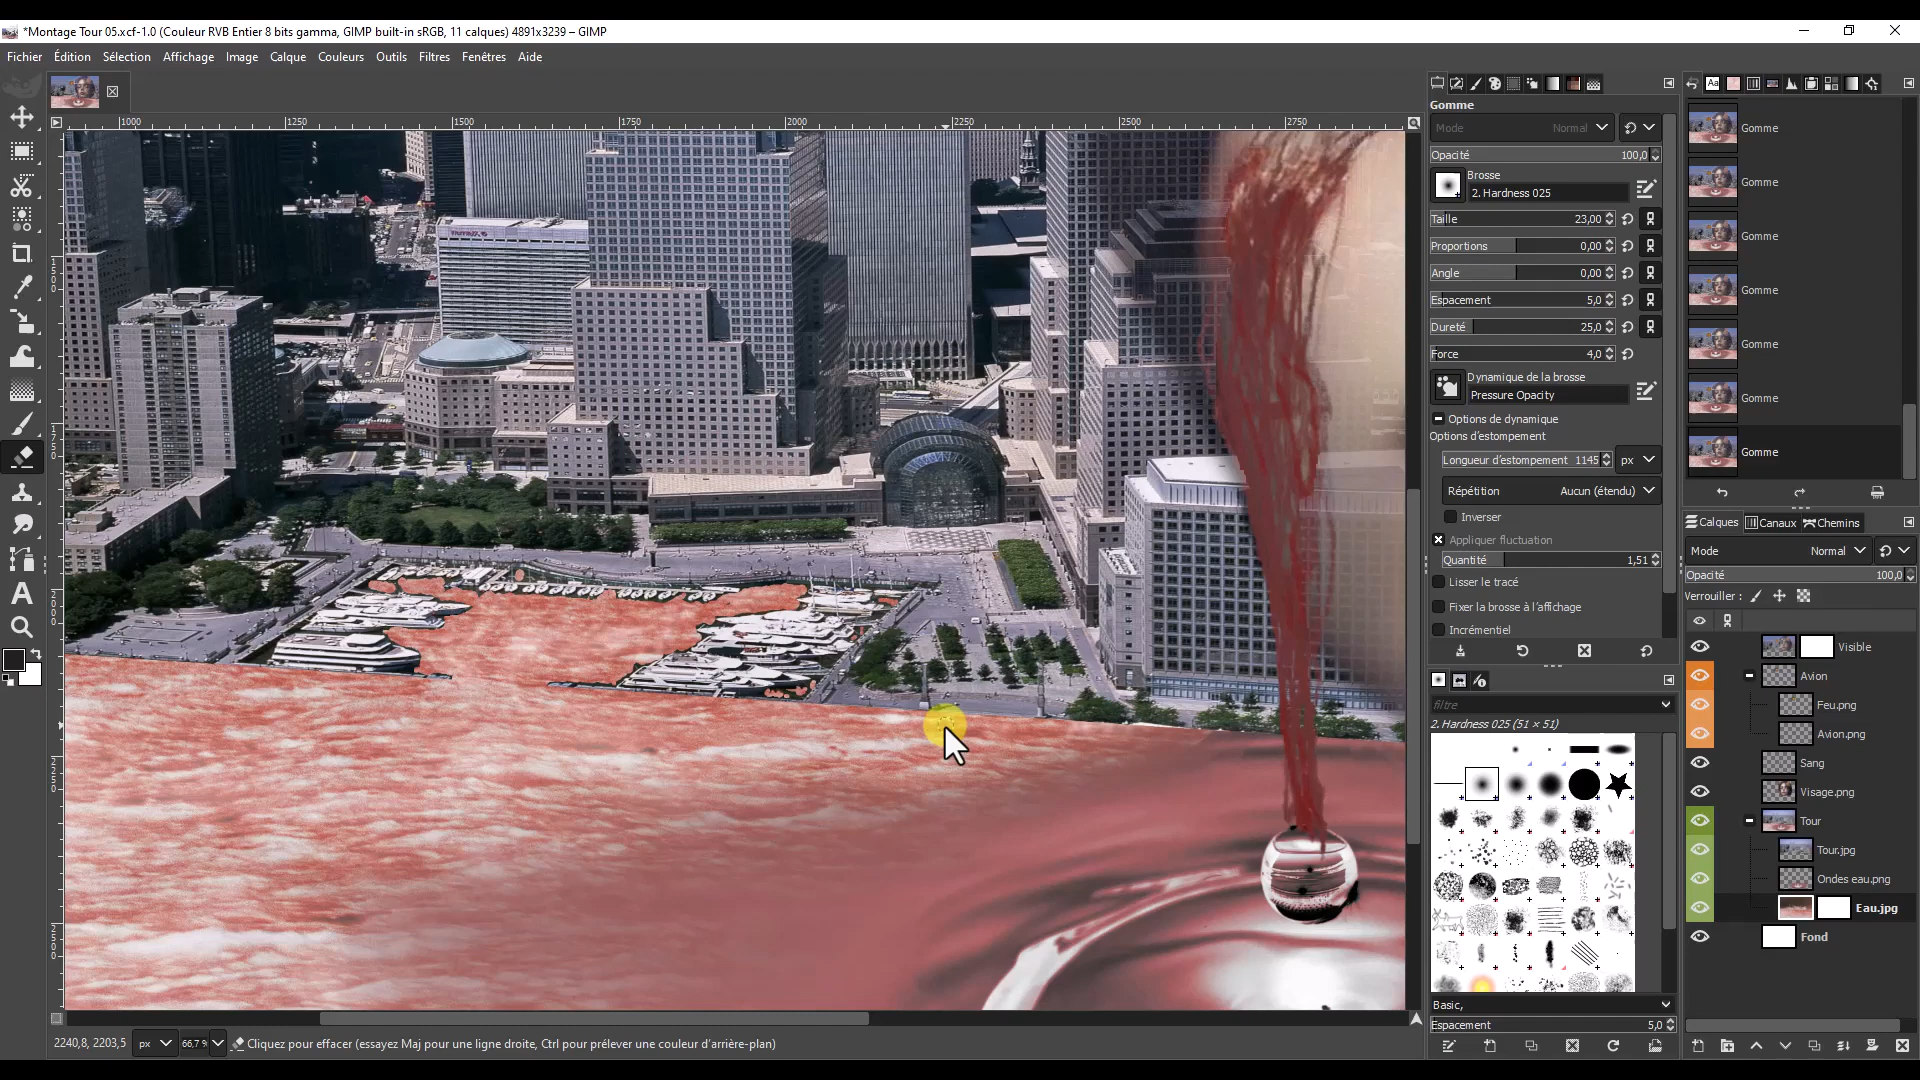 *Montage Tour 05.xcf-1.0 (Couleur RVB Entier 8 bits gamma, GIMP built-in sRGB, 11 calques) 4891x3239 – GIMP
Fichier Édition Sélection Affichage Image Calque Couleurs Outils Filtres Fenêtres Aide
1000 1250 1500 1750 2000 2250 2500 2750
Gomme
Mode Normal
Opacité 100,0
Brosse
2. Hardness 025
Taille 23,00
Proportions 0,00
Angle 0,00
Espacement 5,0
Dureté 25,0
Force 4,0
Dynamique de la brosse
Pressure Opacity
Options de dynamique
Options d'estompement
Longueur d'estompement 1145 px
Répétition Aucun (étendu)
Inverser
Appliquer fluctuation
Quantité 1,51
Lisser le tracé
Fixer la brosse à l'affichage
Incrémentiel
filtre
2. Hardness 025 (51 × 51)
Basic,
Espacement 5,0
Gomme
Gomme
Gomme
Gomme
Gomme
Gomme
Gomme
Calques Canaux Chemins
Mode Normal
Opacité 100,0
Verrouiller :
Visible
Avion
Feu.png
Avion.png
Sang
Visage.png
Tour
Tour.jpg
Ondes eau.png
Eau.jpg
Fond
2240,8, 2203,5 px 66,7 % Cliquez pour effacer (essayez Maj pour une ligne droite, Ctrl pour prélever une couleur d'arrière-plan)